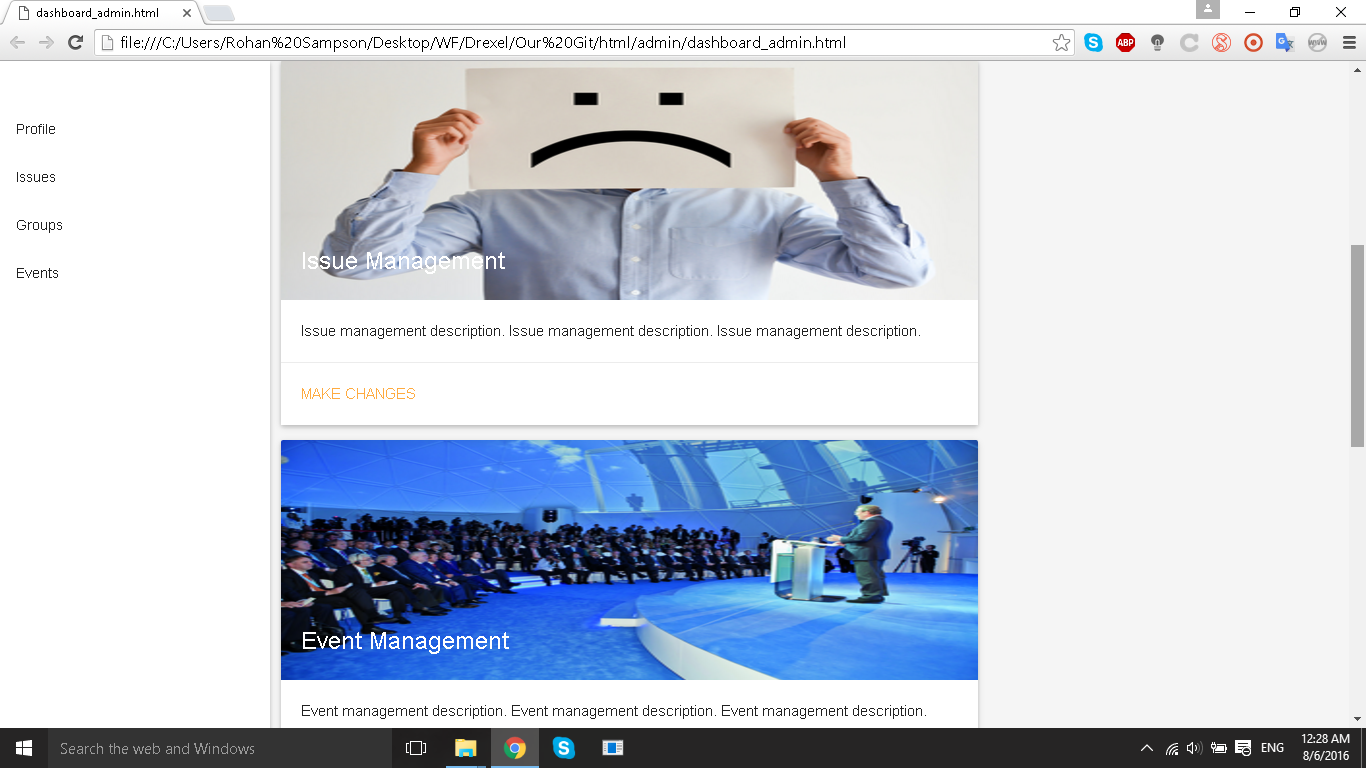 dashboard_admin.html
file:///C:/Users/Rohan%20Sampson/Desktop/WF/Drexel/Our%20Git/html/admin/dashboard_admin.html
ABP
Profile
Issues
Groups
Events
Issue Management
Issue management description. Issue management description. Issue management description.
MAKE CHANGES
Event Management
Event management description. Event management description. Event management description.
Search the web and Windows
ENG
12:28 AM
8/6/2016